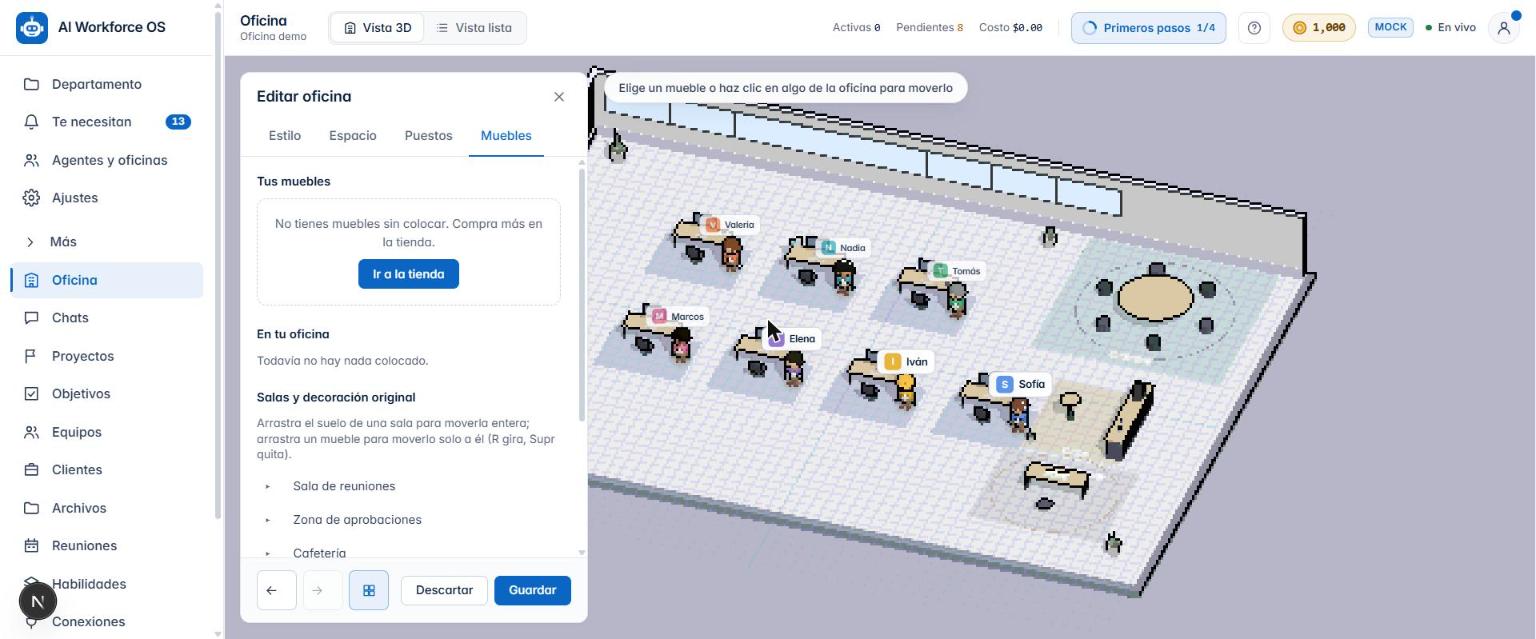 AI Workforce OS
Departamento
Te necesitan 13
Agentes y oficinas
Ajustes
Más
Oficina
Chats
Proyectos
Objetivos
Equipos
Clientes
Archivos
Reuniones
Habilidades
Conexiones
N
Oficina
Oficina demo
Vista 3D
Vista lista
Activas 0
Pendientes 8
Costo $0.00
Primeros pasos 1/4
1,000
MOCK
En vivo
Editar oficina
Estilo
Espacio
Puestos
Muebles
Tus muebles
No tienes muebles sin colocar. Compra más en
la tienda.
Ir a la tienda
En tu oficina
Todavía no hay nada colocado.
Salas y decoración original
Arrastra el suelo de una sala para moverla entera;
arrastra un mueble para moverlo solo a él (R gira, Supr
quita).
Sala de reuniones
Zona de aprobaciones
Cafetería
Descartar
Guardar
Elige un mueble o haz clic en algo de la oficina para moverlo
V Valeria
N Nadia
T Tomás
M Marcos
Elena
I Iván
S Sofía